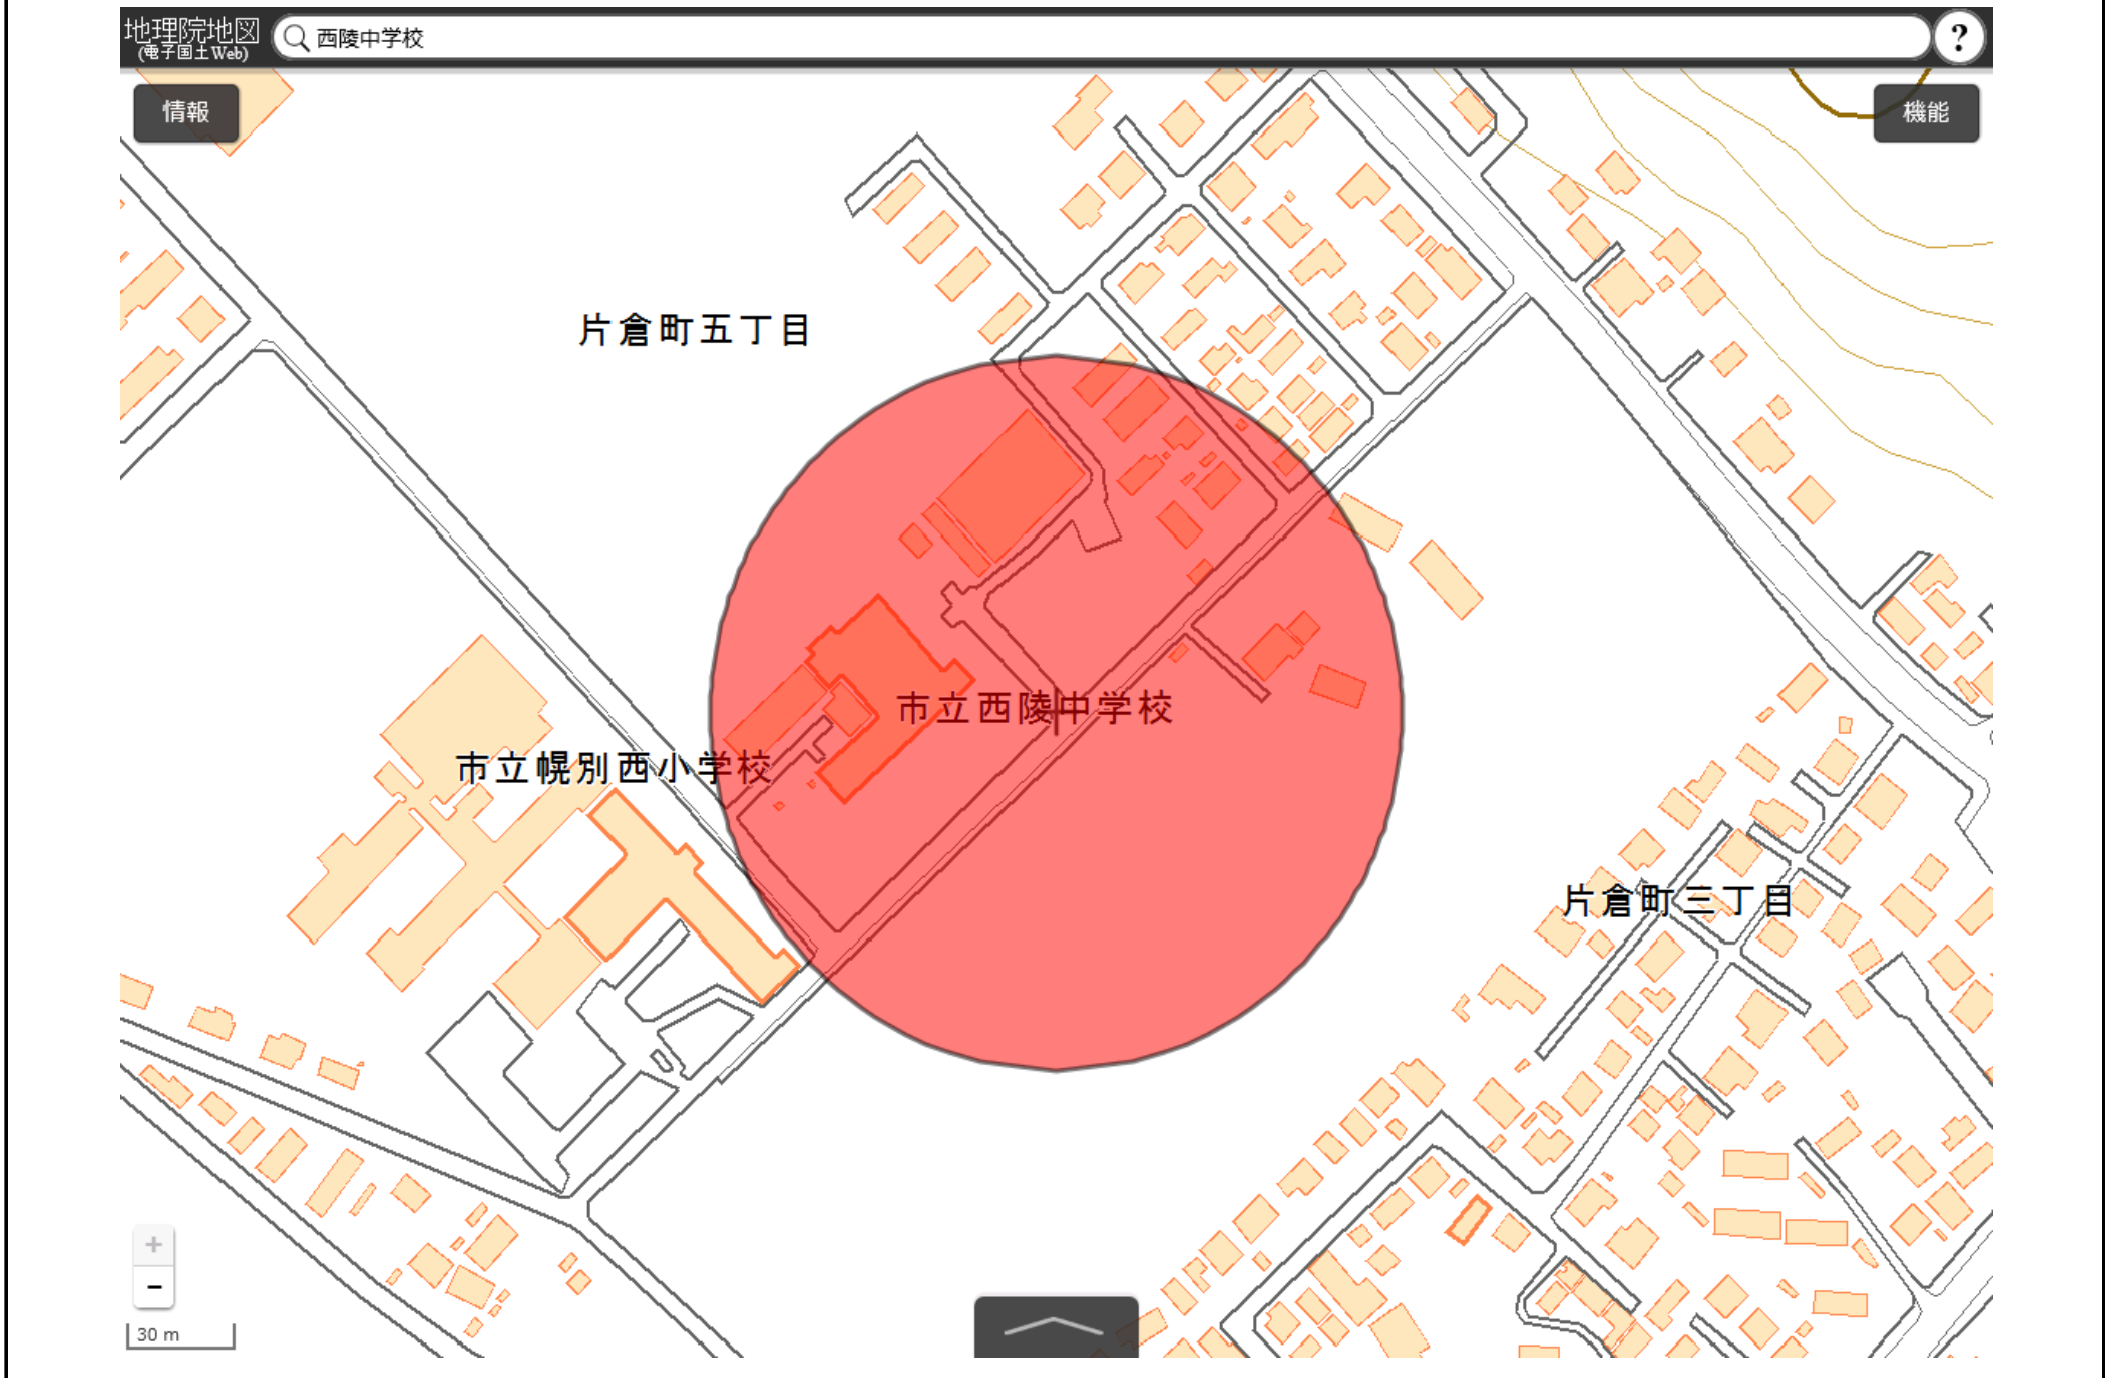 地理院地図
(電子国土Web)
西陵中学校
?
情報
機能
片倉町五丁目
市立西陵中学校
市立幌別西小学校
片倉町三丁目
+
−
30 m